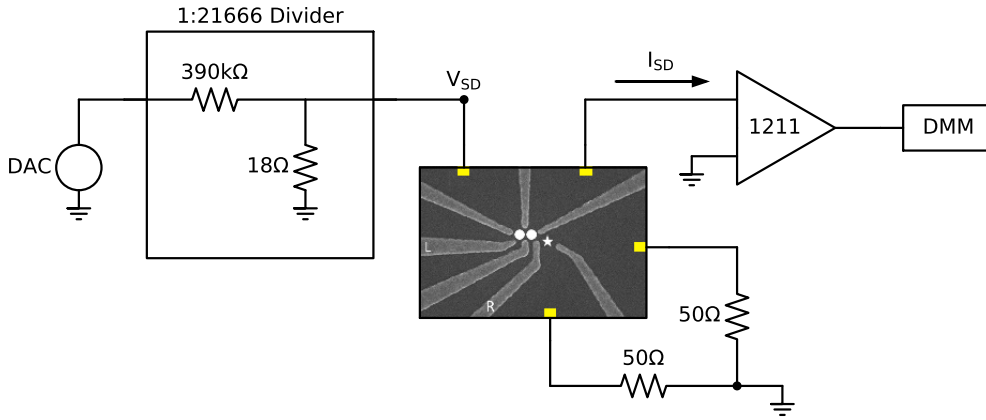 1:21666 Divider
390kΩ
V_SD
I_SD
1211
DMM
DAC
18Ω
L
R
50Ω
50Ω